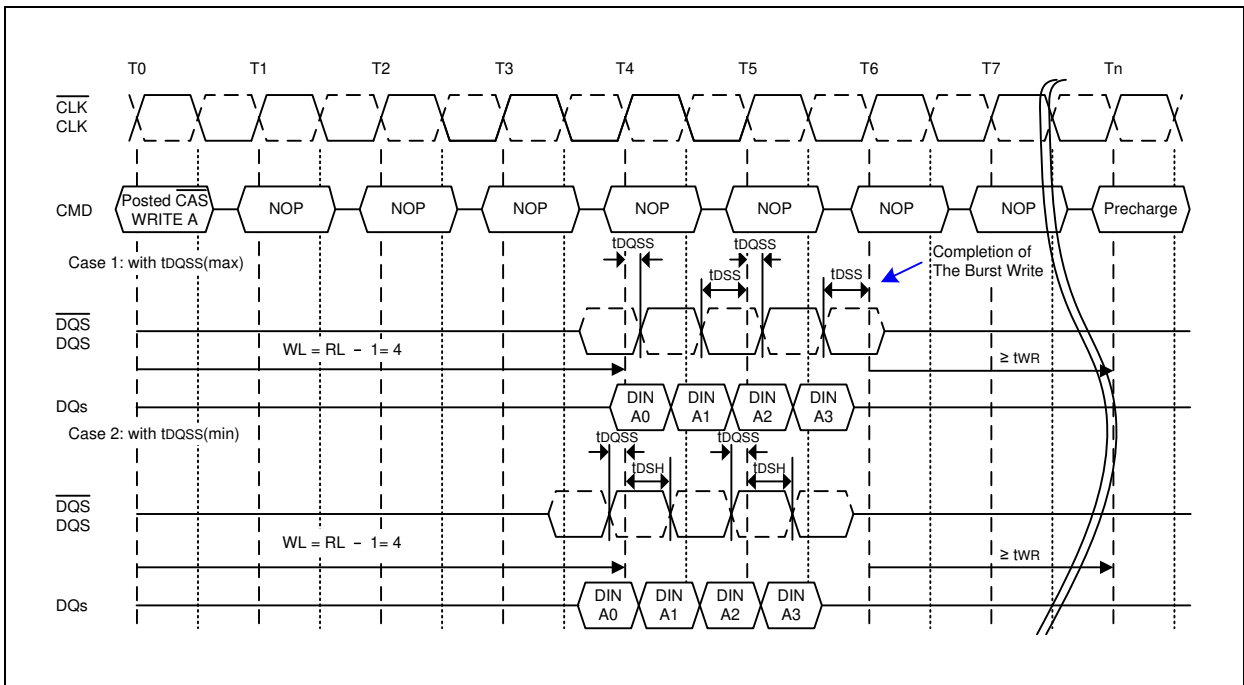 T0 T1 T2 T3 T4 T5 T6 T7 Tn
CLK
CLK
CMD
Posted CAS
WRITE A
NOP NOP NOP NOP NOP NOP NOP
Precharge
Case 1: with tDQSS(max)
tDQSS tDQSS
tDSS tDSS
Completion of
The Burst Write
DQS
DQS
WL = RL − 1= 4
≥ tWR
DQs
DIN
A0
DIN
A1
DIN
A2
DIN
A3
Case 2: with tDQSS(min)
tDQSS tDQSS
tDSH tDSH
DQS
DQS
WL = RL − 1= 4
≥ tWR
DQs
DIN
A0
DIN
A1
DIN
A2
DIN
A3